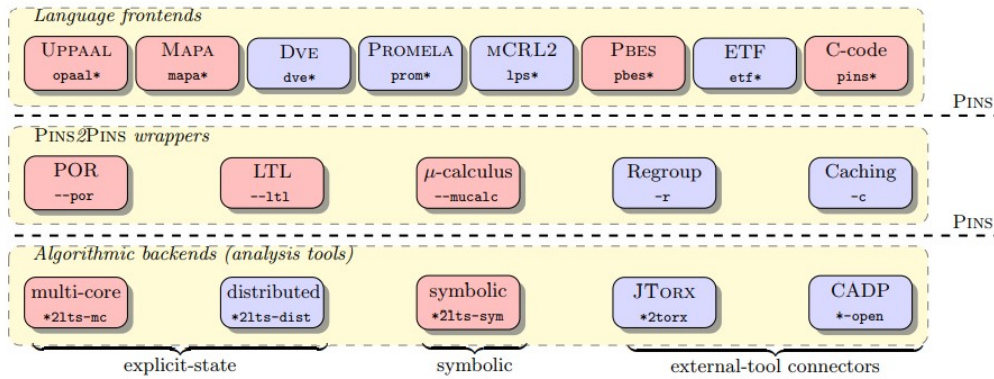 Language frontends
UPPAAL MAPA DVE PROMELA MCRL2 PBES ETF C-code
opaal* mapa* dve* prom* lps* pbes* etf* pins*
PINS
PINS2PINS wrappers
POR LTL μ-calculus Regroup Caching
--por --ltl --mucalc -r -c
PINS
Algorithmic backends (analysis tools)
multi-core distributed symbolic JTORX CADP
*2lts-mc *2lts-dist *2lts-sym *2torx *-open
explicit-state symbolic external-tool connectors